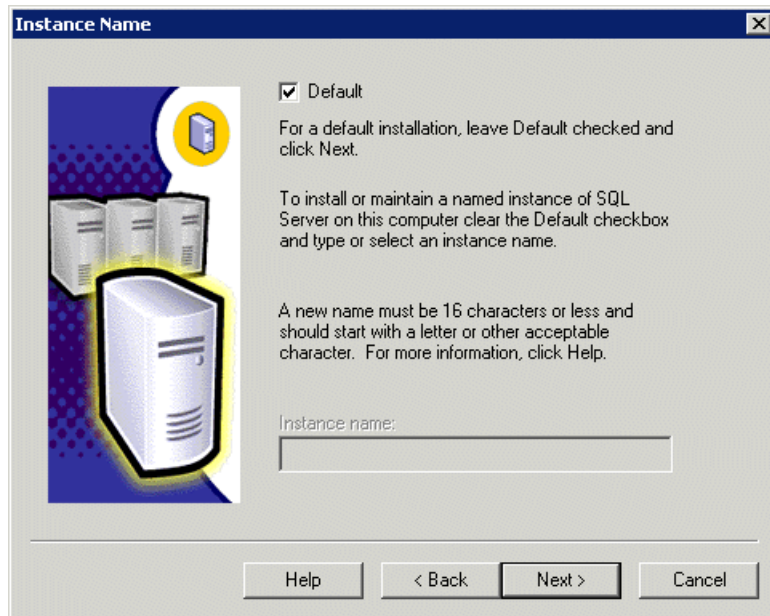 Instance Name
Default
For a default installation, leave Default checked and
click Next.
To install or maintain a named instance of SQL
Server on this computer clear the Default checkbox
and type or select an instance name.
A new name must be 16 characters or less and
should start with a letter or other acceptable
character. For more information, click Help.
Instance name:
Help < Back Next > Cancel